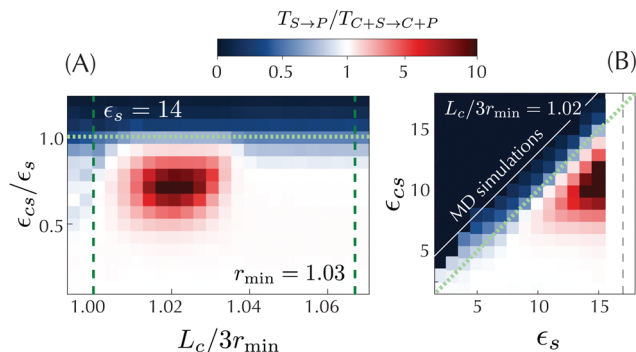 T_{S→P}/T_{C+S→C+P}
0 0.5 1 5 10
(A)
(B)
ϵ_s = 14
1.0
0.5
ϵ_{cs}/ϵ_s
r_min = 1.03
1.00 1.02 1.04 1.06
L_c/3r_min
L_c/3r_min = 1.02
MD simulations
15
10
5
ϵ_{cs}
5 10 15
ϵ_s